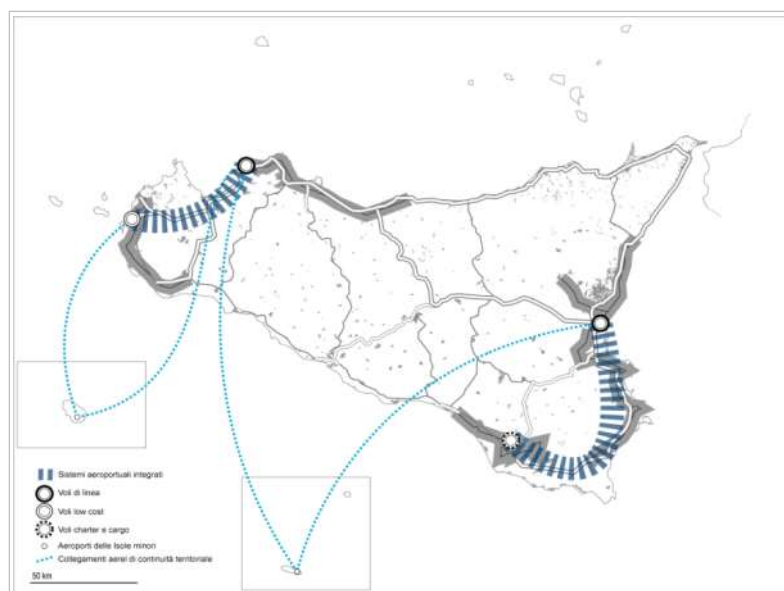 Sistemi aeroportuali integrati
Voli di linea
Voli low cost
Voli charter e cargo
Aeroporti delle Isole minori
Collegamenti aerei di continuità territoriale
50 km